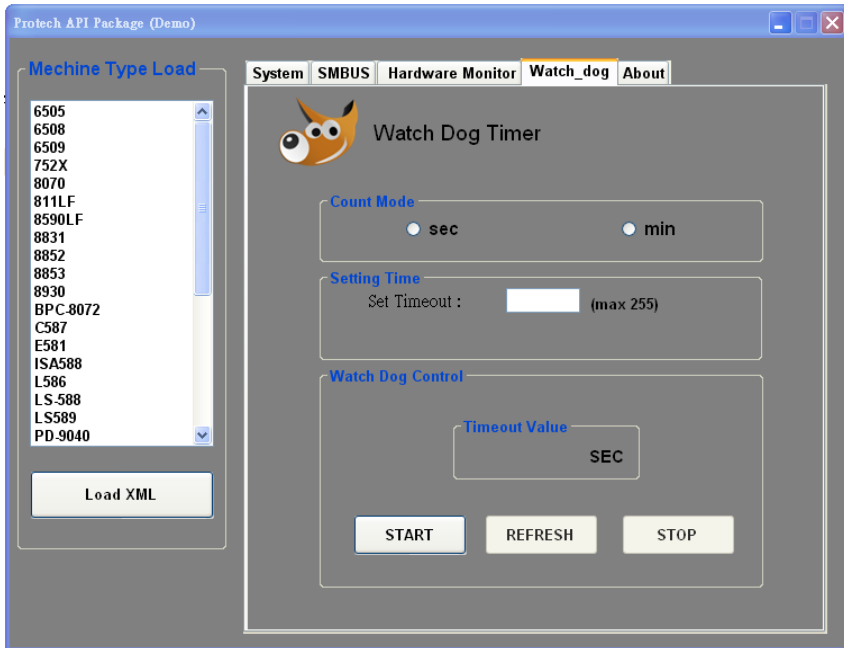 Protech API Package (Demo)
Mechine Type Load
6505
6508
6509
752X
8070
811LF
8590LF
8831
8852
8853
8930
BPC-8072
C587
E581
ISA588
L586
LS-588
LS589
PD-9040
Load XML
System SMBUS Hardware Monitor Watch_dog About
Watch Dog Timer
Count Mode
sec min
Setting Time
Set Timeout : (max 255)
Watch Dog Control
Timeout Value
SEC
START REFRESH STOP